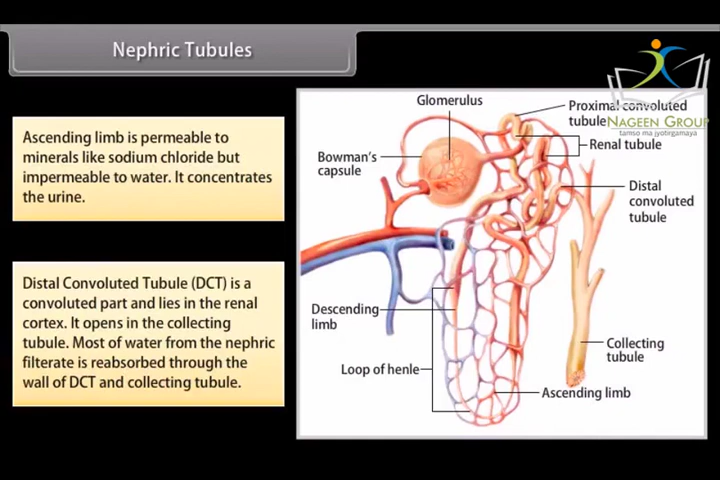 Nephric Tubules
NAGEEN GROUP
tamso ma jyotirgamaya
Ascending limb is permeable to
minerals like sodium chloride but
impermeable to water. It concentrates
the urine.
Distal Convoluted Tubule (DCT) is a
convoluted part and lies in the renal
cortex. It opens in the collecting
tubule. Most of water from the nephric
filterate is reabsorbed through the
wall of DCT and collecting tubule.
Glomerulus
Proximal convoluted
tubule
Renal tubule
Bowman's
capsule
Distal
convoluted
tubule
Descending
limb
Collecting
tubule
Loop of henle
Ascending limb